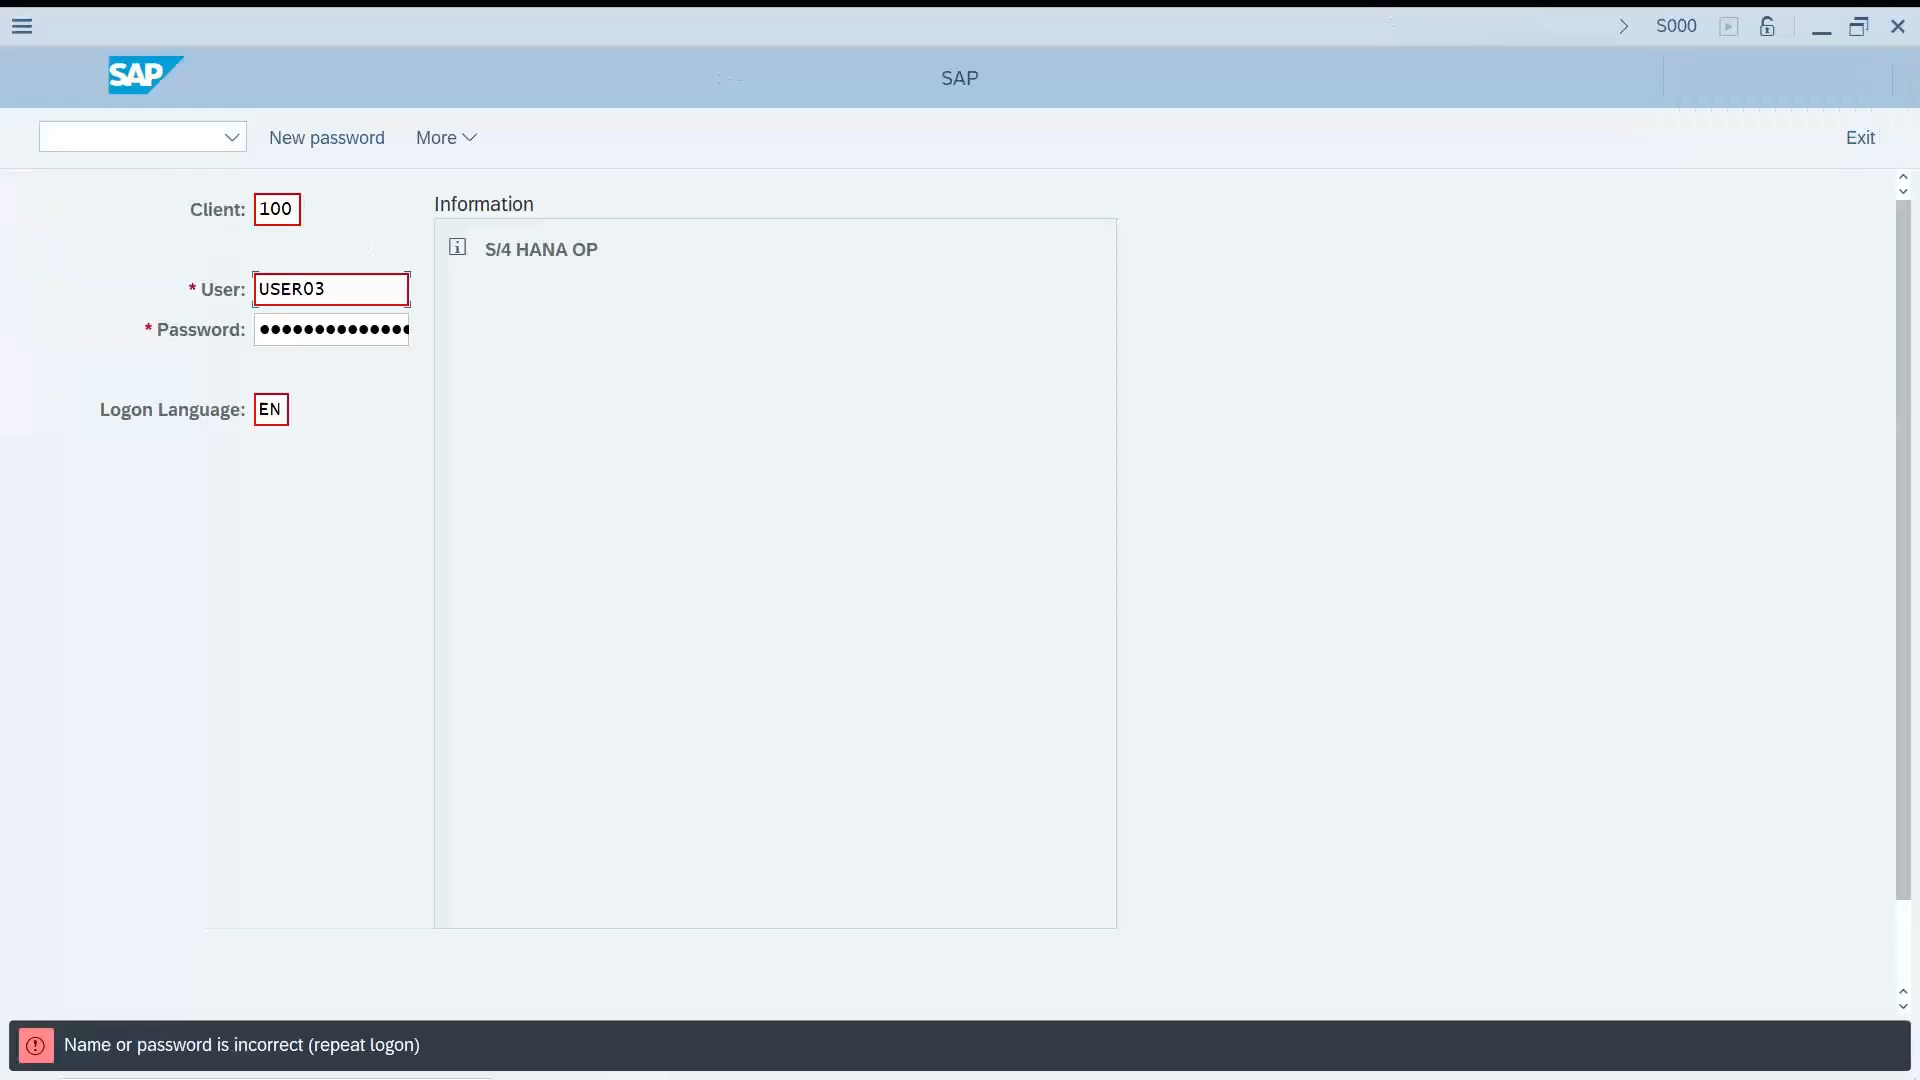 S000
SAP
SAP
New password
More
Exit
Client: 100
Information
S/4 HANA OP
* User: USER03
* Password: ●●●●●●●●●●●●●●
Logon Language: EN
Name or password is incorrect (repeat logon)